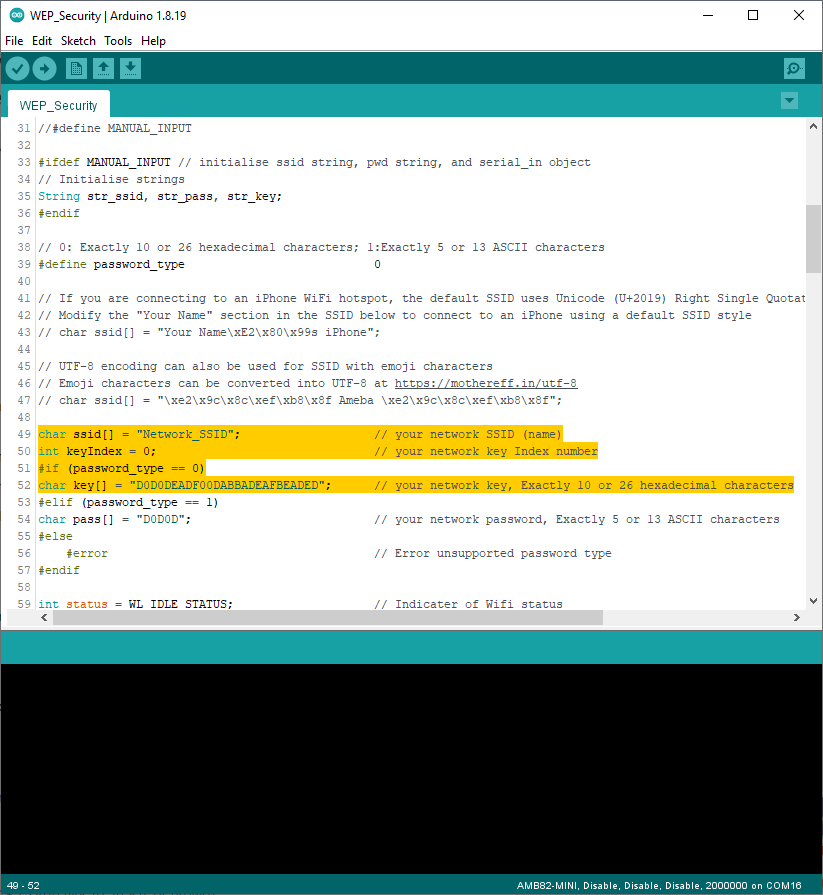 WEP_Security | Arduino 1.8.19
File Edit Sketch Tools Help
WEP_Security
31 //#define MANUAL_INPUT
32
33 #ifdef MANUAL_INPUT // initialise ssid string, pwd string, and serial_in object
34 // Initialise strings
35 String str_ssid, str_pass, str_key;
36 #endif
37
38 // 0: Exactly 10 or 26 hexadecimal characters; 1:Exactly 5 or 13 ASCII characters
39 #define password_type 0
40
41 // If you are connecting to an iPhone WiFi hotspot, the default SSID uses Unicode (U+2019) Right Single Quotat
42 // Modify the "Your Name" section in the SSID below to connect to an iPhone using a default SSID style
43 // char ssid[] = "Your Name\xE2\x80\x99s iPhone";
44
45 // UTF-8 encoding can also be used for SSID with emoji characters
46 // Emoji characters can be converted into UTF-8 at https://mothereff.in/utf-8
47 // char ssid[] = "\xe2\x9c\x8c\xef\xb8\x8f Ameba \xe2\x9c\x8c\xef\xb8\x8f";
48
49 char ssid[] = "Network_SSID"; // your network SSID (name)
50 int keyIndex = 0; // your network key Index number
51 #if (password_type == 0)
52 char key[] = "D0D0DEADF00DABBADEAFBEADED"; // your network key, Exactly 10 or 26 hexadecimal characters
53 #elif (password_type == 1)
54 char pass[] = "D0D0D"; // your network password, Exactly 5 or 13 ASCII characters
55 #else
56 #error // Error unsupported password type
57 #endif
58
59 int status = WL_IDLE_STATUS; // Indicater of Wifi status
49 - 52
AMB82-MINI, Disable, Disable, Disable, 2000000 on COM16